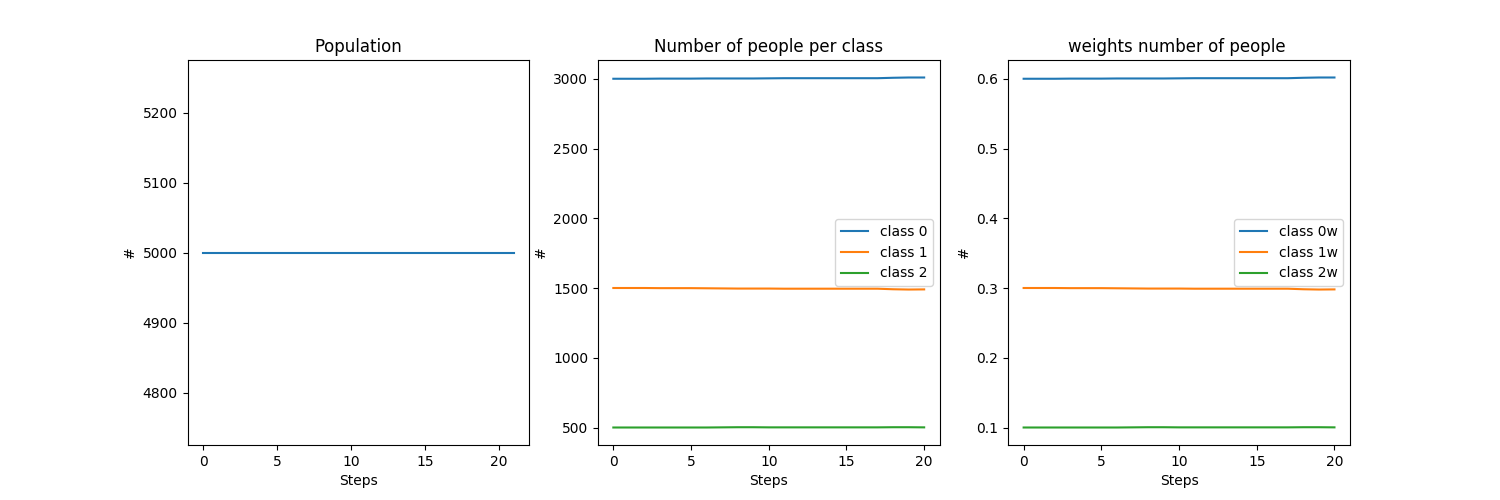 Population
5200
5100
5000
4900
4800
#
0 5 10 15 20
Steps
Number of people per class
3000
2500
2000
1500
1000
500
#
class 0
class 1
class 2
0 5 10 15 20
Steps
weights number of people
0.6
0.5
0.4
0.3
0.2
0.1
#
class 0w
class 1w
class 2w
0 5 10 15 20
Steps